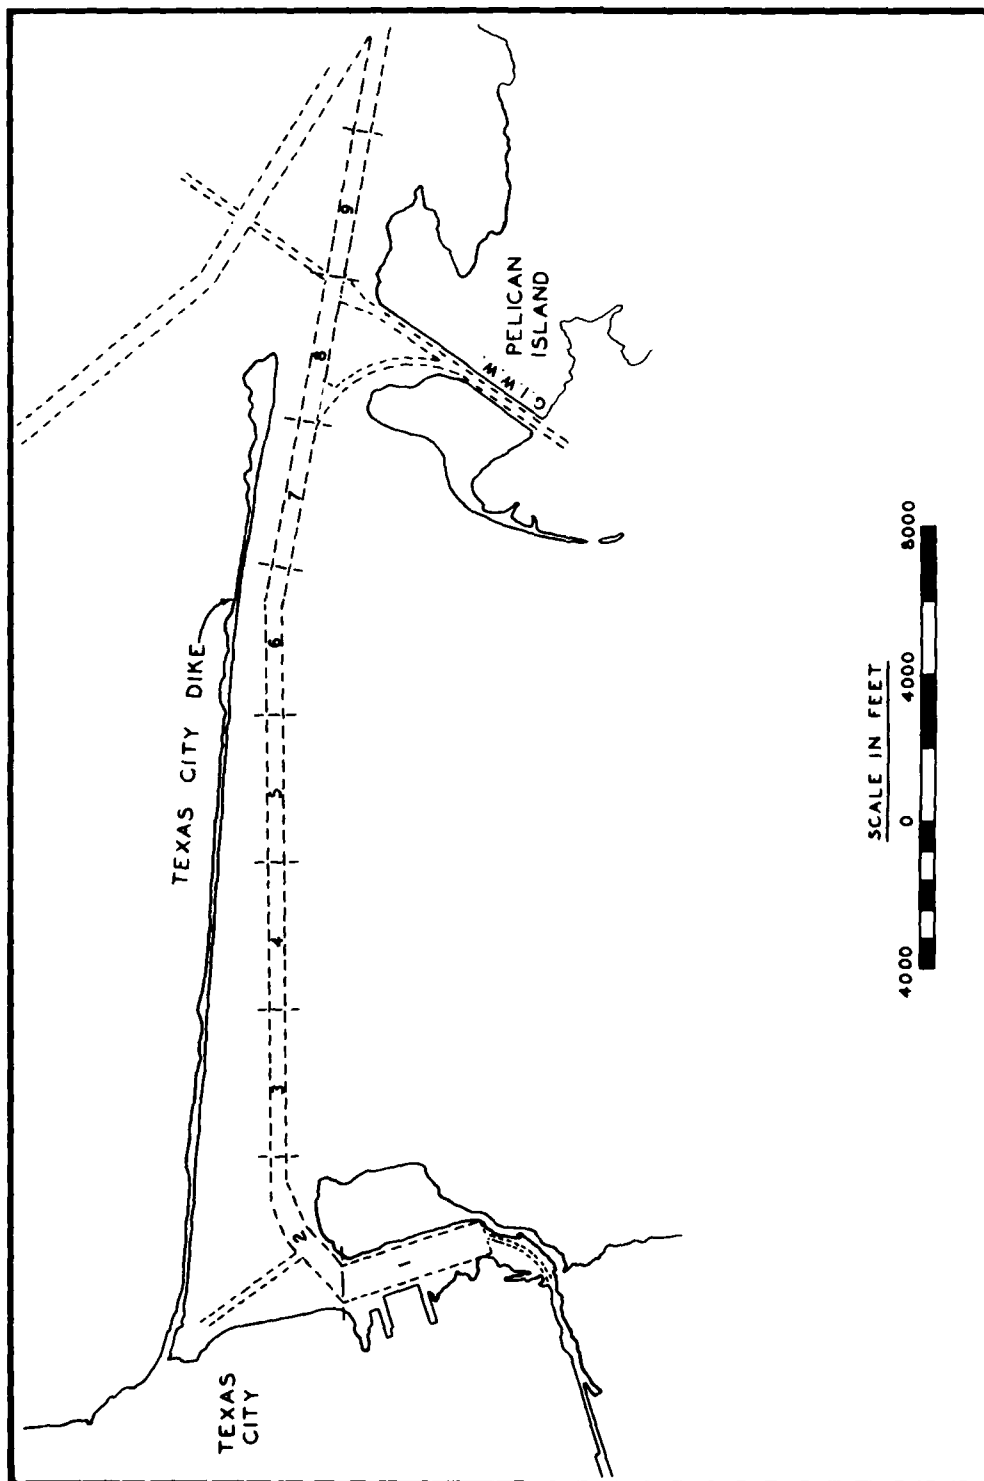 TEXAS CITY DIKE
TEXAS
CITY
1
2
3
4
5
6
7
8
9
G.I.W.W.
PELICAN
ISLAND
SCALE IN FEET
4000 0 4000 8000